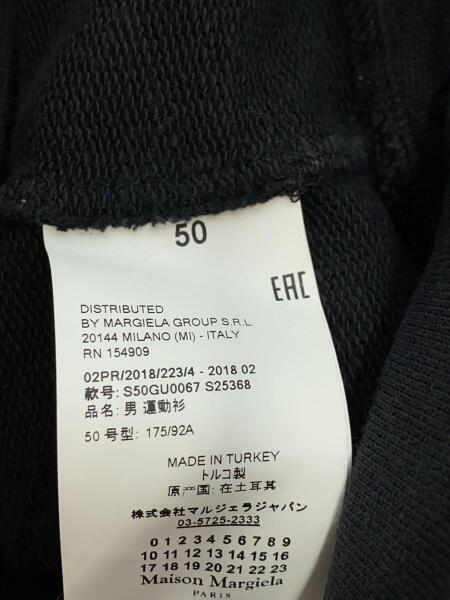 50
EAC
DISTRIBUTED
BY MARGIELA GROUP S.R.L.
20144 MILANO (MI) - ITALY
RN 154909
02PR/2018/223/4 - 2018 02
款号: S50GU0067 S25368
品名: 男 運動衫
50 号型: 175/92A
MADE IN TURKEY
トルコ製
原产国: 在土耳其
株式会社マルジェラジャパン
03-5725-2333
0 1 2 3 4 5 6 7 8 9
10 11 12 13 14 15 16
17 18 19 20 21 22 23
Maison Margiela
PARIS